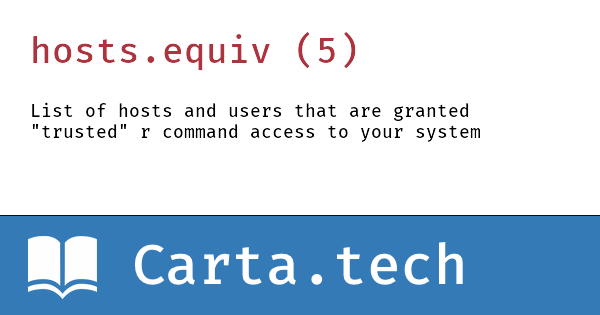 hosts.equiv (5)
List of hosts and users that are granted
"trusted" r command access to your system
Carta.tech